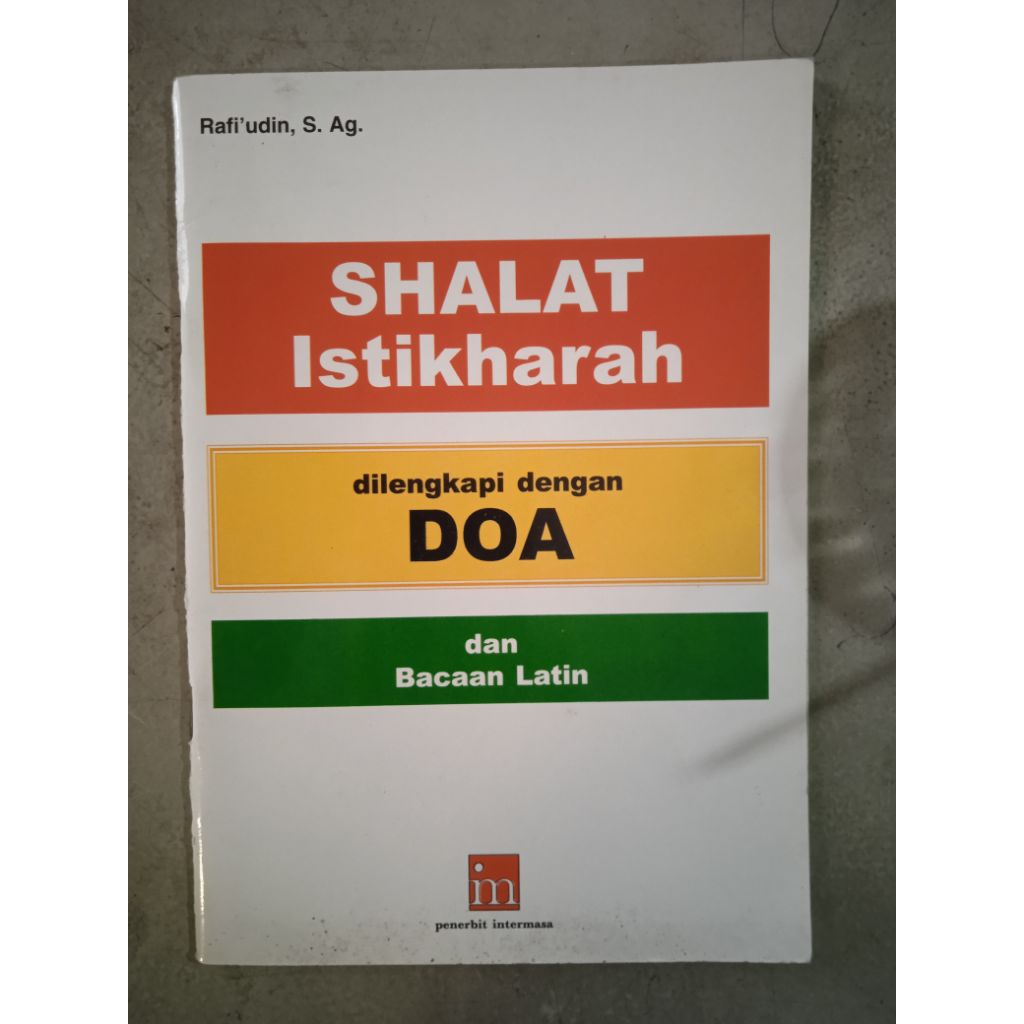 Rafi'udin, S. Ag.
SHALAT
Istikharah
dilengkapi dengan
DOA
dan
Bacaan Latin
im
penerbit intermasa